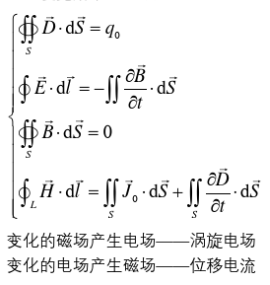 ∯_S D⃗·dS⃗ = q₀
∮ E⃗·dl⃗ = −∬ ∂B⃗/∂t · dS⃗
∯_S B⃗·dS⃗ = 0
∮_L H⃗·dl⃗ = ∬_S J⃗₀·dS⃗ + ∬_S ∂D⃗/∂t · dS⃗
变化的磁场产生电场——涡旋电场
变化的电场产生磁场——位移电流